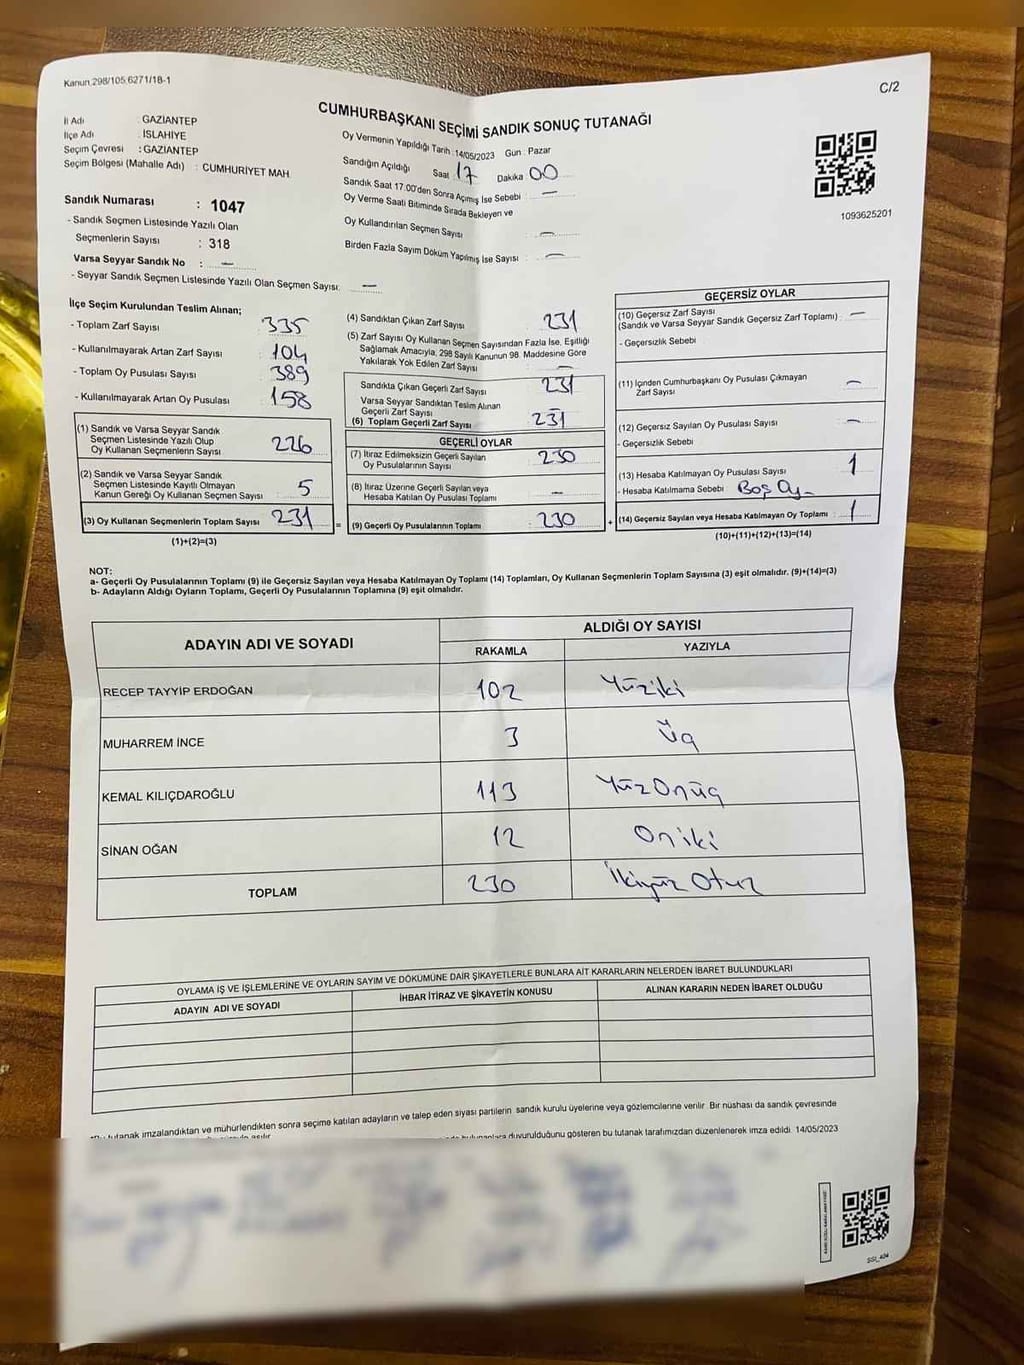 Kanun 298/105,6271/18-1
C/2
CUMHURBAŞKANI SEÇİMİ SANDIK SONUÇ TUTANAĞI
İl Adı : GAZİANTEP
İlçe Adı : İSLAHİYE
Seçim Çevresi : GAZİANTEP
Seçim Bölgesi (Mahalle Adı) : CUMHURİYET MAH.
Oy Vermenin Yapıldığı Tarih : 14/05/2023 Gün : Pazar
Sandığın Açıldığı Saat : 17 Dakika : 00
Sandık Saat 17.00'den Sonra Açılmış İse Sebebi : —
Oy Verme Saati Bitiminde Sırada Bekleyen ve
Oy Kullandırılan Seçmen Sayısı : —
Birden Fazla Sayım Döküm Yapılmış İse Sayısı : —
1093625201
Sandık Numarası : 1047
- Sandık Seçmen Listesinde Yazılı Olan
Seçmenlerin Sayısı : 318
Varsa Seyyar Sandık No : —
- Seyyar Sandık Seçmen Listesinde Yazılı Olan Seçmen Sayısı: —
İlçe Seçim Kurulundan Teslim Alınan;
- Toplam Zarf Sayısı 335
- Kullanılmayarak Artan Zarf Sayısı 104
- Toplam Oy Pusulası Sayısı 389
- Kullanılmayarak Artan Oy Pusulası 158
(1) Sandık ve Varsa Seyyar Sandık
Seçmen Listesinde Yazılı Olup
Oy Kullanan Seçmenlerin Sayısı 226
(2) Sandık ve Varsa Seyyar Sandık
Seçmen Listesinde Kayıtlı Olmayan
Kanun Gereği Oy Kullanan Seçmen Sayısı 5
(3) Oy Kullanan Seçmenlerin Toplam Sayısı 231
(1)+(2)=(3)
(4) Sandıktan Çıkan Zarf Sayısı 231
(5) Zarf Sayısı Oy Kullanan Seçmen Sayısından Fazla İse, Eşitliği
Sağlamak Amacıyla, 298 Sayılı Kanunun 98. Maddesine Göre
Yakılarak Yok Edilen Zarf Sayısı —
Sandıkta Çıkan Geçerli Zarf Sayısı 231
Varsa Seyyar Sandıktan Teslim Alınan
Geçerli Zarf Sayısı —
(6) Toplam Geçerli Zarf Sayısı 231
GEÇERLİ OYLAR
(7) İtiraz Edilmeksizin Geçerli Sayılan
Oy Pusulalarının Sayısı 230
(8) İtiraz Üzerine Geçerli Sayılan veya
Hesaba Katılan Oy Pusulası Toplamı —
= (9) Geçerli Oy Pusulalarının Toplamı : 230 +
GEÇERSİZ OYLAR
(10) Geçersiz Zarf Sayısı
(Sandık ve Varsa Seyyar Sandık Geçersiz Zarf Toplamı) : —
- Geçersizlik Sebebi
(11) İçinden Cumhurbaşkanı Oy Pusulası Çıkmayan
Zarf Sayısı —
(12) Geçersiz Sayılan Oy Pusulası Sayısı —
- Geçersizlik Sebebi
(13) Hesaba Katılmayan Oy Pusulası Sayısı 1
- Hesaba Katılmama Sebebi Boş Oy
(14) Geçersiz Sayılan veya Hesaba Katılmayan Oy Toplamı : 1
(10)+(11)+(12)+(13)=(14)
NOT:
a- Geçerli Oy Pusulalarının Toplamı (9) ile Geçersiz Sayılan veya Hesaba Katılmayan Oy Toplamı (14) Toplamları, Oy Kullanan Seçmenlerin Toplam Sayısına (3) eşit olmalıdır. (9)+(14)=(3)
b- Adayların Aldığı Oyların Toplamı, Geçerli Oy Pusulalarının Toplamına (9) eşit olmalıdır.
ADAYIN ADI VE SOYADI
ALDIĞI OY SAYISI
RAKAMLA YAZIYLA
RECEP TAYYİP ERDOĞAN 102 Yüziki
MUHARREM İNCE 3 Üç
KEMAL KILIÇDAROĞLU 113 YüzOnüç
SİNAN OĞAN 12 Oniki
TOPLAM 230 İkiyüz Otuz
OYLAMA İŞ VE İŞLEMLERİNE VE OYLARIN SAYIM VE DÖKÜMÜNE DAİR ŞİKAYETLERLE BUNLARA AİT KARARLARIN NELERDEN İBARET BULUNDUKLARI
ADAYIN ADI VE SOYADI İHBAR İTİRAZ VE ŞİKAYETİN KONUSU ALINAN KARARIN NEDEN İBARET OLDUĞU
tutanak imzalandıktan ve mühürlendikten sonra seçime katılan adayların ve talep eden siyasi partilerin sandık kurulu üyelerine veya gözlemcilerine verilir. Bir nüshası da sandık çevresinde
duyurulduğunu gösteren bu tutanak tarafımızdan düzenlenerek imza edildi. 14/05/2023